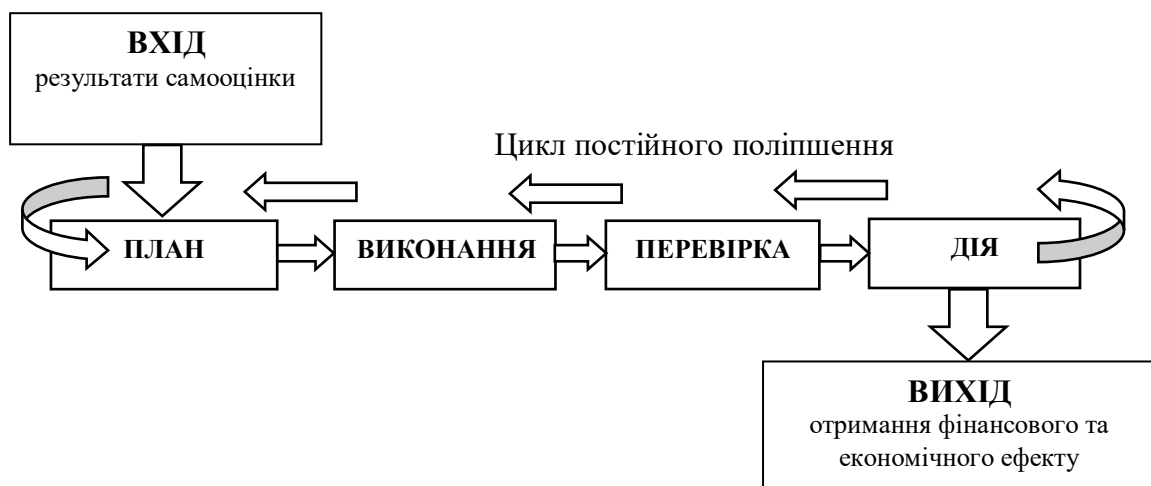 ВХІД
результати самооцінки
Цикл постійного поліпшення
ПЛАН
ВИКОНАННЯ
ПЕРЕВІРКА
ДІЯ
ВИХІД
отримання фінансового та
економічного ефекту